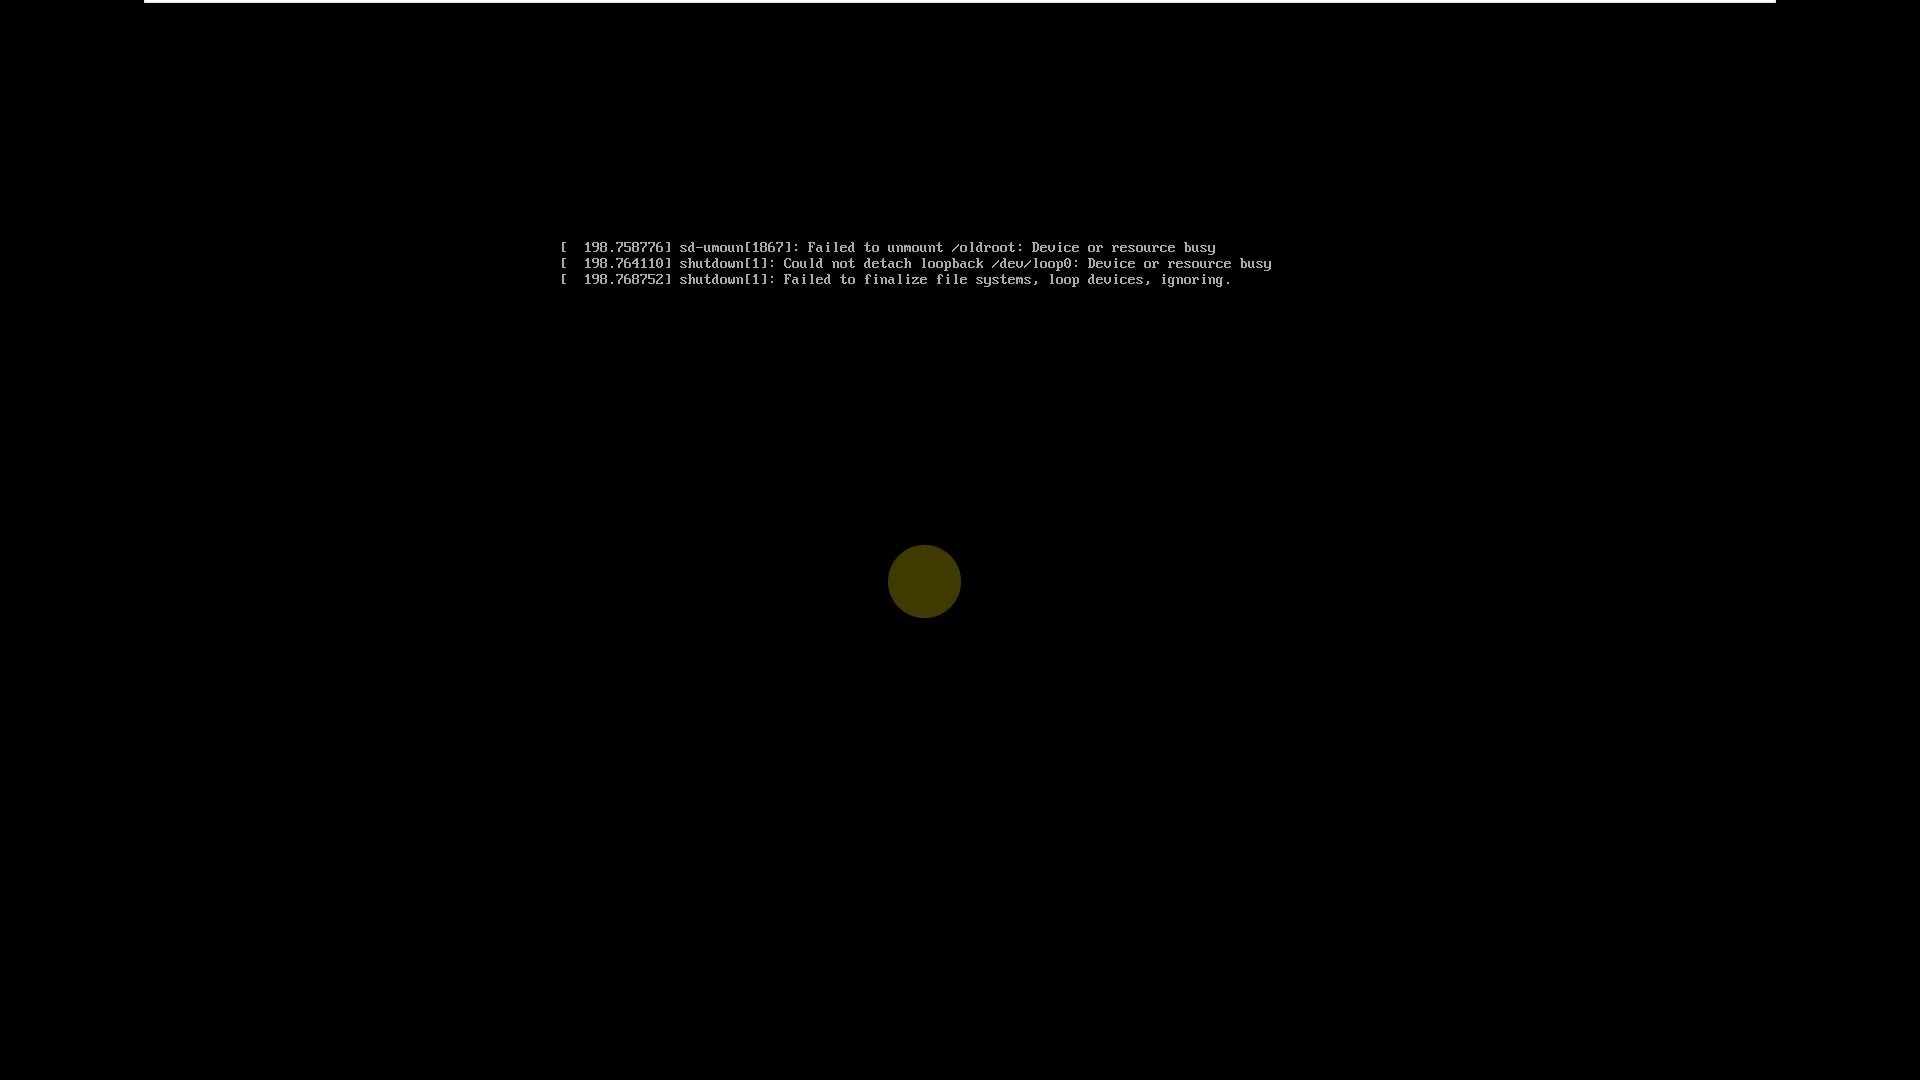 [  198.758776] sd-umoun[1867]: Failed to unmount /oldroot: Device or resource busy
[  198.764110] shutdown[1]: Could not detach loopback /dev/loop0: Device or resource busy
[  198.768752] shutdown[1]: Failed to finalize file systems, loop devices, ignoring.